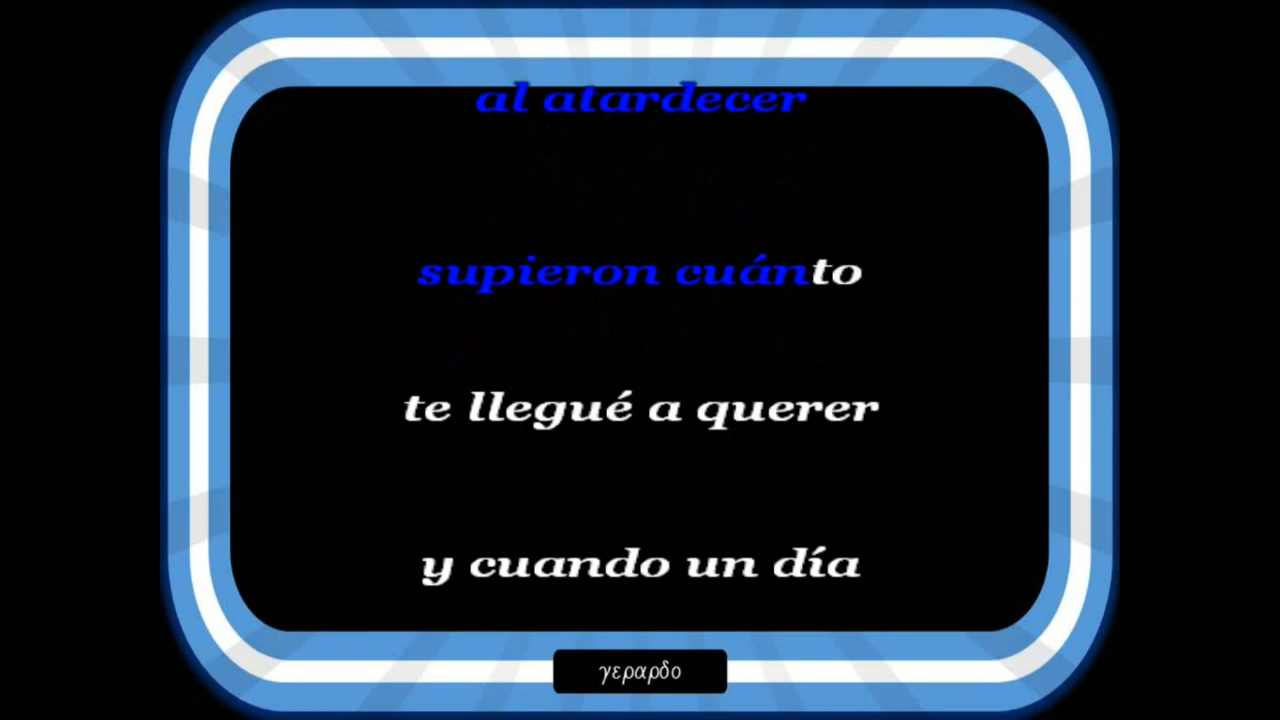 al atardecer
supieron cuánto
te llegué a querer
y cuando un día
γεραρδο